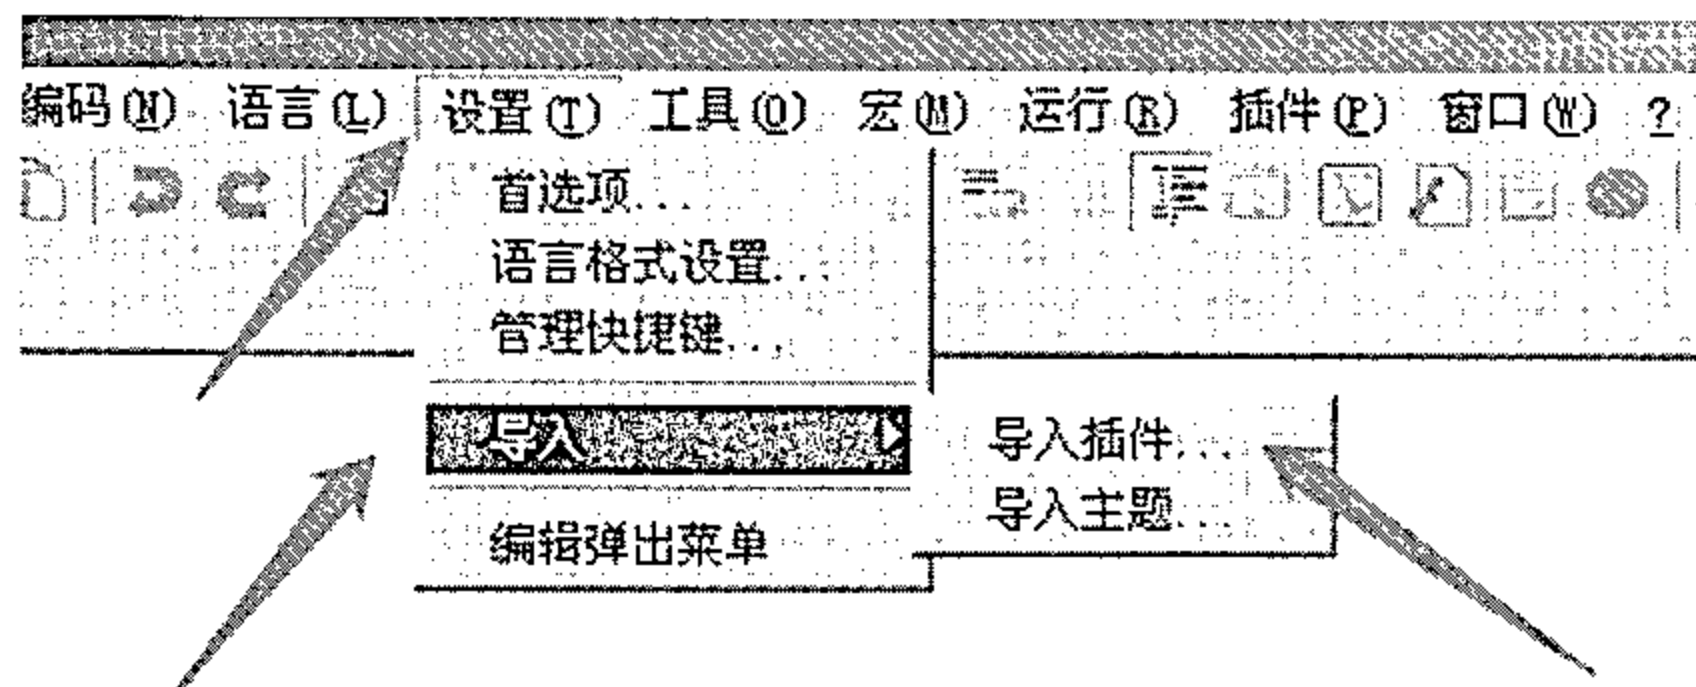 编码(N) 语言(L) 设置(T) 工具(O) 宏(M) 运行(R) 插件(P) 窗口(W) ?
首选项...
语言格式设置...
管理快捷键...
导入
导入插件...
导入主题...
编辑弹出菜单